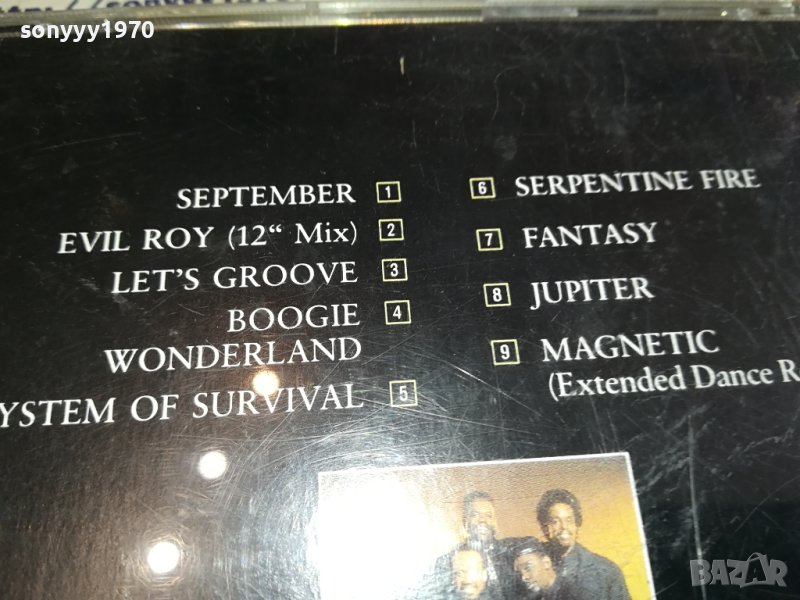 sonyyy1970
SEPTEMBER 1
EVIL ROY (12“ Mix) 2
LET'S GROOVE 3
BOOGIE 4
WONDERLAND
YSTEM OF SURVIVAL 5
6 SERPENTINE FIRE
7 FANTASY
8 JUPITER
9 MAGNETIC
(Extended Dance R
BAZAR